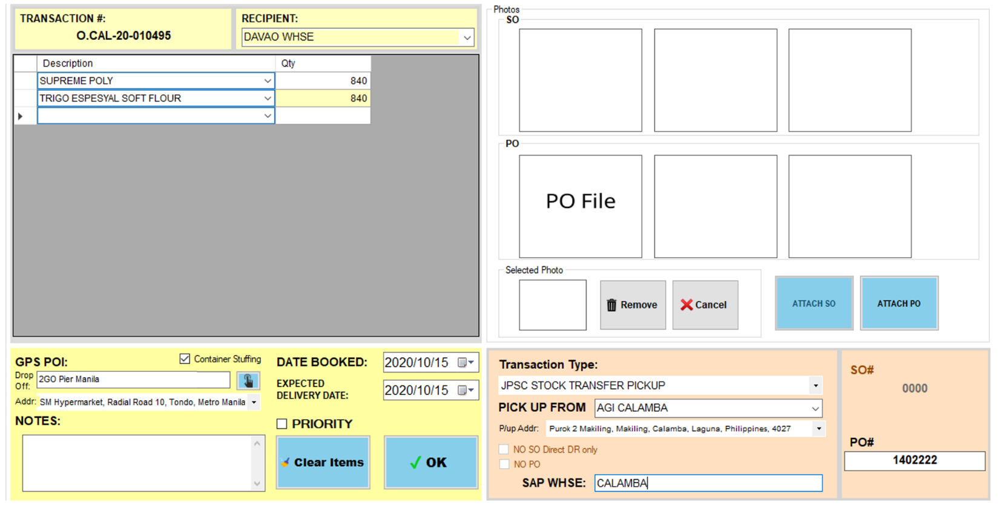 TRANSACTION #:
O.CAL-20-010495
RECIPIENT:
DAVAO WHSE
Description
Qty
SUPREME POLY
840
TRIGO ESPESYAL SOFT FLOUR
840
GPS POI:
Container Stuffing
Drop Off:
2GO Pier Manila
Addr:
SM Hypermarket, Radial Road 10, Tondo, Metro Manila
NOTES:
DATE BOOKED:
2020/10/15
EXPECTED
DELIVERY DATE:
2020/10/15
PRIORITY
Clear Items
OK
Photos
SO
PO
PO File
Selected Photo
Remove
Cancel
ATTACH SO
ATTACH PO
Transaction Type:
JPSC STOCK TRANSFER PICKUP
PICK UP FROM
AGI CALAMBA
P/up Addr:
Purok 2 Makiling, Makiling, Calamba, Laguna, Philippines, 4027
NO SO Direct DR only
NO PO
SAP WHSE:
CALAMBA
SO#
0000
PO#
1402222